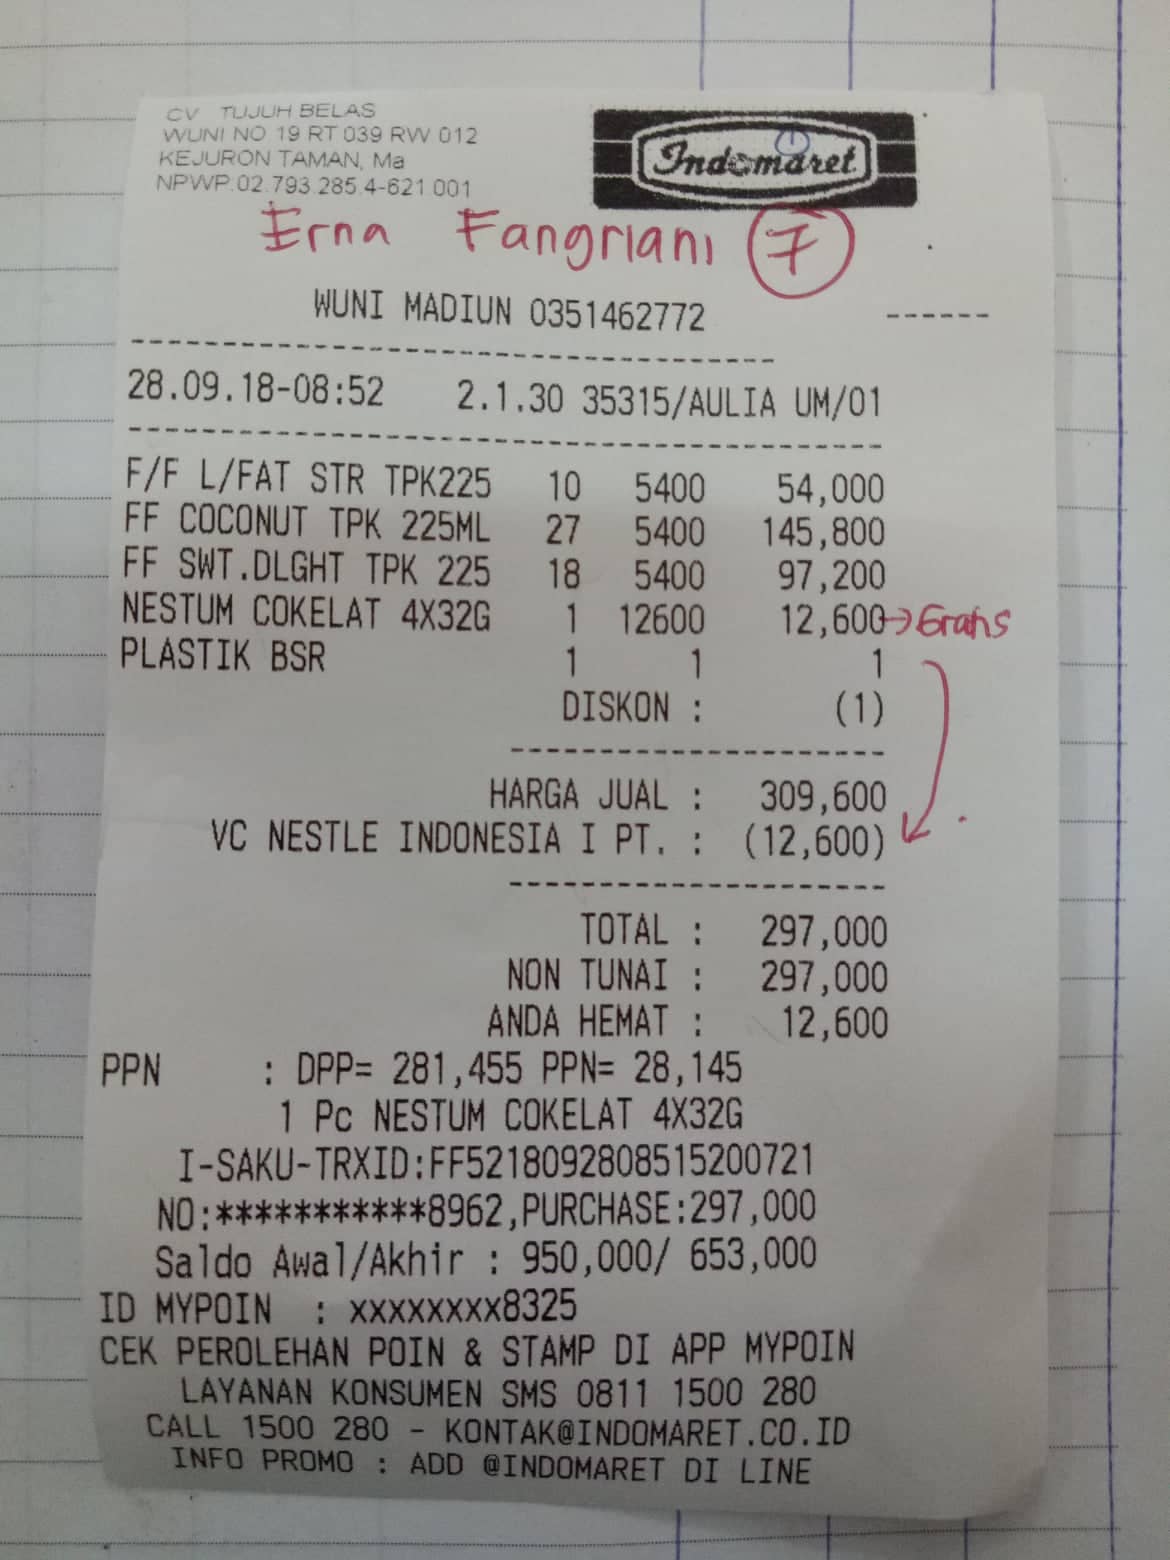 CV TUJUH BELAS
WUNI NO 19 RT 039 RW 012
KEJURON TAMAN, Ma
NPWP.02.793.285.4-621.001
Indomaret
1
Erna Fangriani 7
WUNI MADIUN 0351462772 ------
28.09.18-08:52 2.1.30 35315/AULIA UM/01
F/F L/FAT STR TPK225 10 5400 54,000
FF COCONUT TPK 225ML 27 5400 145,800
FF SWT.DLGHT TPK 225 18 5400 97,200
NESTUM COKELAT 4X32G 1 12600 12,600 → Gratis
PLASTIK BSR 1 1 1
DISKON : (1)
HARGA JUAL : 309,600
VC NESTLE INDONESIA I PT. : (12,600)
TOTAL : 297,000
NON TUNAI : 297,000
ANDA HEMAT : 12,600
PPN : DPP= 281,455 PPN= 28,145
1 Pc NESTUM COKELAT 4X32G
I-SAKU-TRXID:FF5218092808515200721
NO:***********8962,PURCHASE:297,000
Saldo Awal/Akhir : 950,000/ 653,000
ID MYPOIN : xxxxxxxx8325
CEK PEROLEHAN POIN & STAMP DI APP MYPOIN
LAYANAN KONSUMEN SMS 0811 1500 280
CALL 1500 280 - KONTAK@INDOMARET.CO.ID
INFO PROMO : ADD @INDOMARET DI LINE